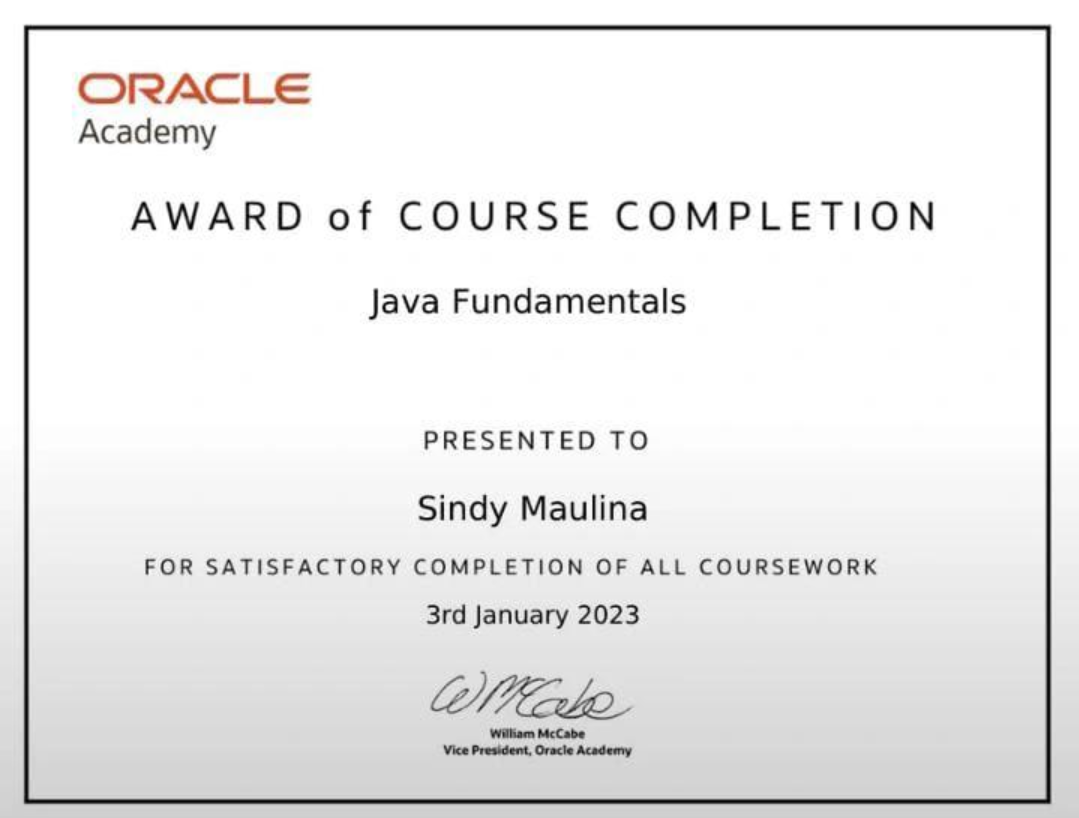 ORACLE
Academy
AWARD of COURSE COMPLETION
Java Fundamentals
PRESENTED TO
Sindy Maulina
FOR SATISFACTORY COMPLETION OF ALL COURSEWORK
3rd January 2023
WMcCabe
William McCabe
Vice President, Oracle Academy